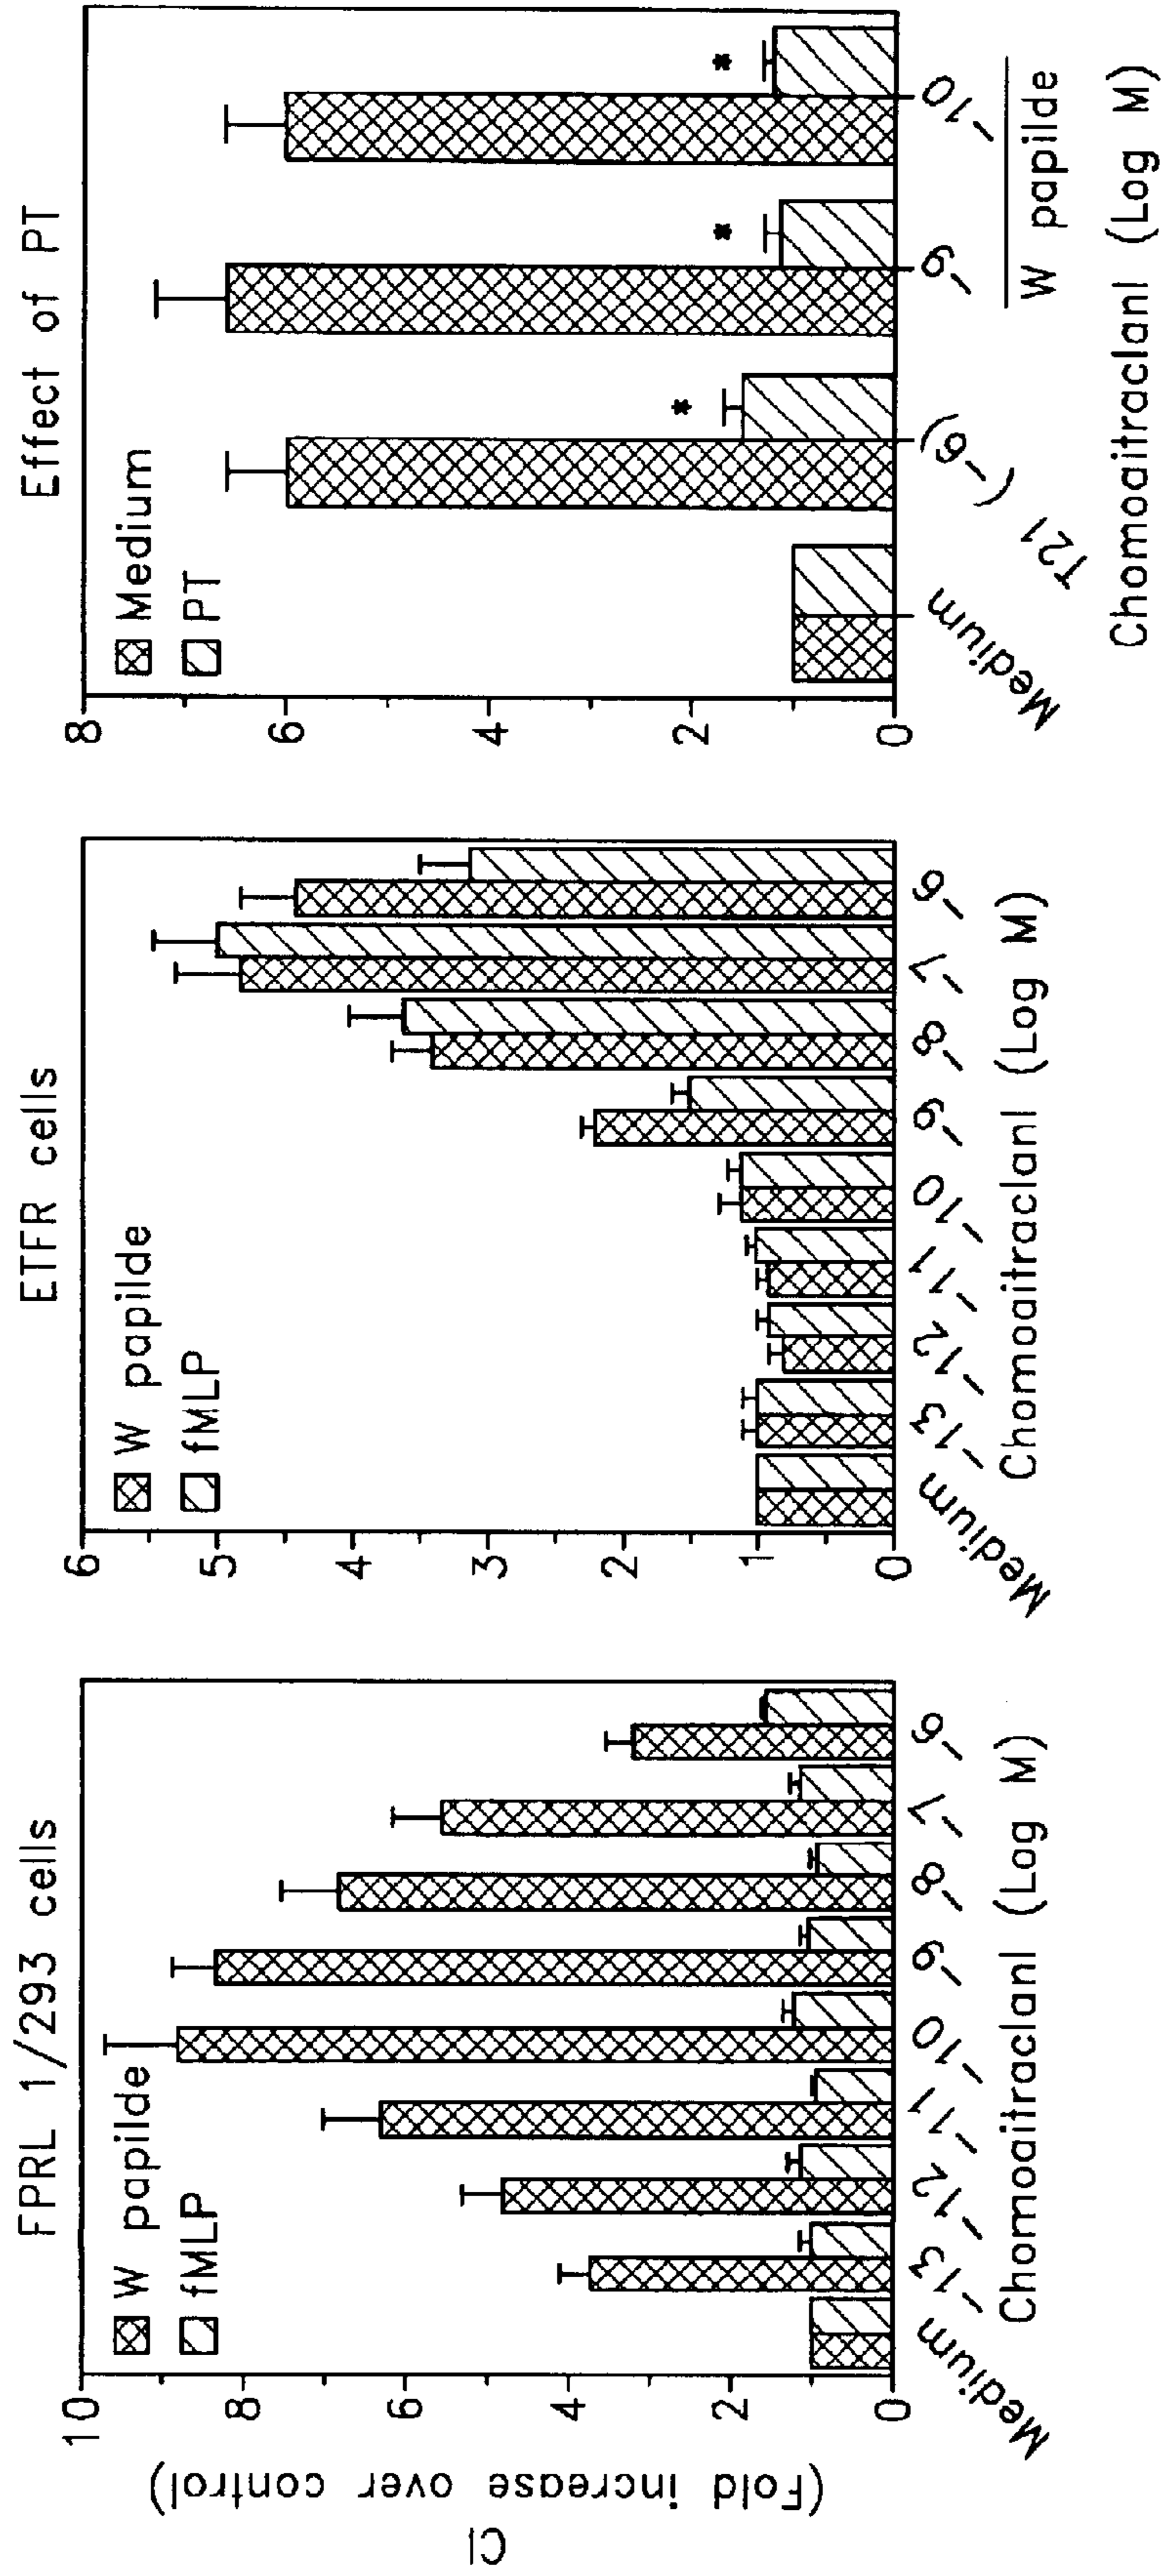 FPRL 1/293 cells
W papilde
fMLP
CI
(Fold increase over control)
10
8
6
4
2
0
Medium
-13
-12
-11
-10
-9
-8
-7
-6
Chomoaitraclanl (Log M)
ETFR cells
W papilde
fMLP
6
5
4
3
2
1
0
Medium
-13
-12
-11
-10
-9
-8
-7
-6
Chomoaitraclanl (Log M)
Effect of PT
Medium
PT
8
6
4
2
0
*
*
*
Medium
T21 (-6)
-9
-10
W papilde
Chomoaitraclanl (Log M)